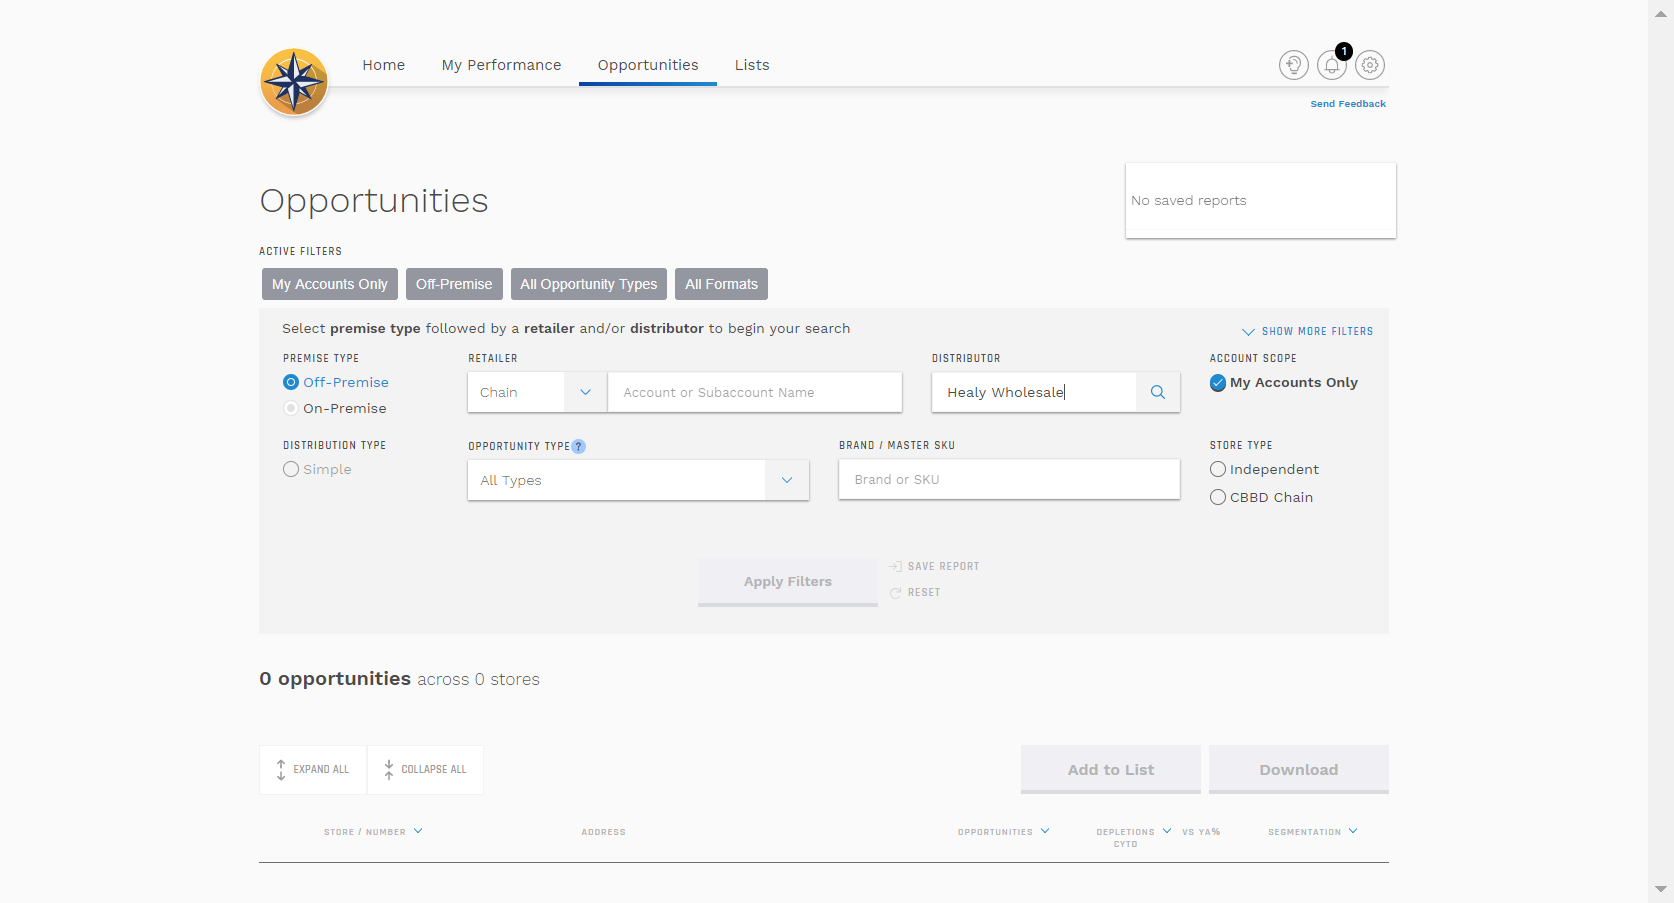 Home My Performance Opportunities Lists
1
Send Feedback
Opportunities
No saved reports
ACTIVE FILTERS
My Accounts Only Off-Premise All Opportunity Types All Formats
Select premise type followed by a retailer and/or distributor to begin your search
SHOW MORE FILTERS
PREMISE TYPE RETAILER DISTRIBUTOR ACCOUNT SCOPE
Off-Premise Chain Account or Subaccount Name Healy Wholesale My Accounts Only
On-Premise
DISTRIBUTION TYPE OPPORTUNITY TYPE ? BRAND / MASTER SKU STORE TYPE
Simple All Types Brand or SKU Independent
CBBD Chain
Apply Filters SAVE REPORT
RESET
0 opportunities across 0 stores
EXPAND ALL COLLAPSE ALL Add to List Download
STORE / NUMBER ADDRESS OPPORTUNITIES DEPLETIONS VS YA% SEGMENTATION
CYTD